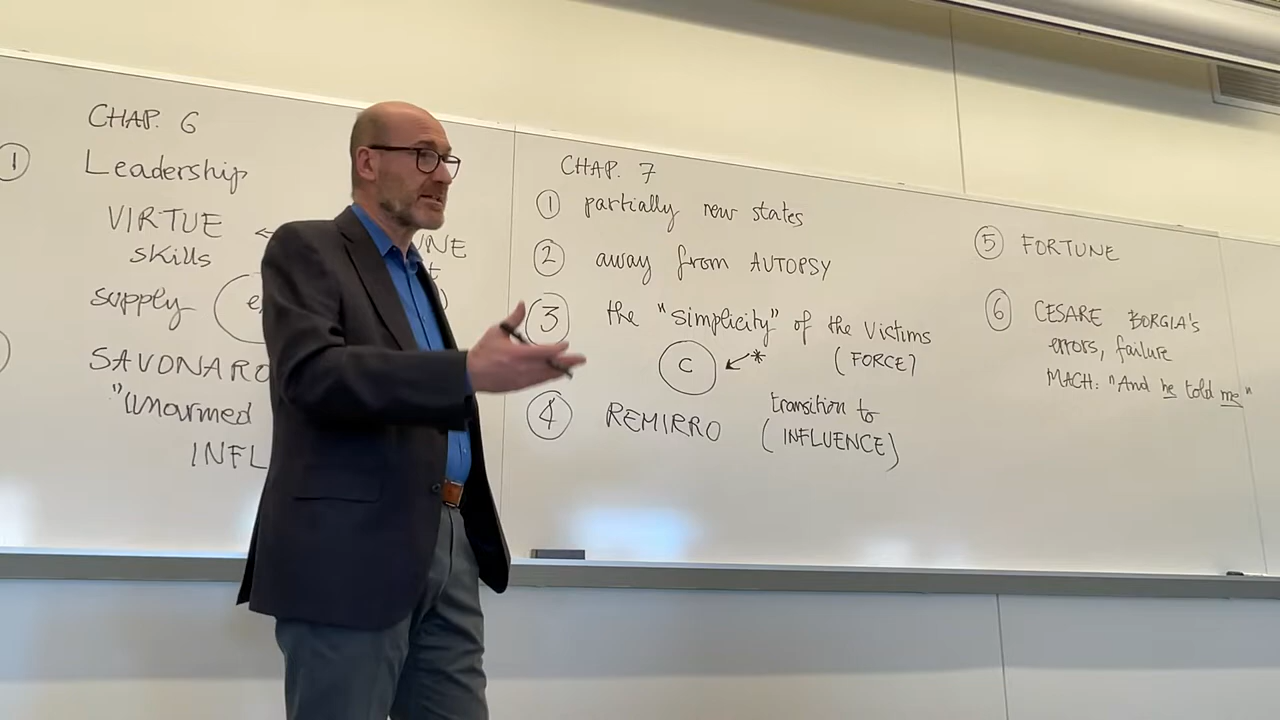 CHAP. 6
1 Leadership
VIRTUE ←
skills
supply
SAVONARO
"Unarmed
INFL
CHAP. 7
1 partially new states
2 away from AUTOPSY
3 the "simplicity" of the victims
C ↙* (FORCE)
4 REMIRRO transition to
(INFLUENCE)
5 FORTUNE
6 CESARE BORGIA's
errors, failure
MACH: "And he told me"